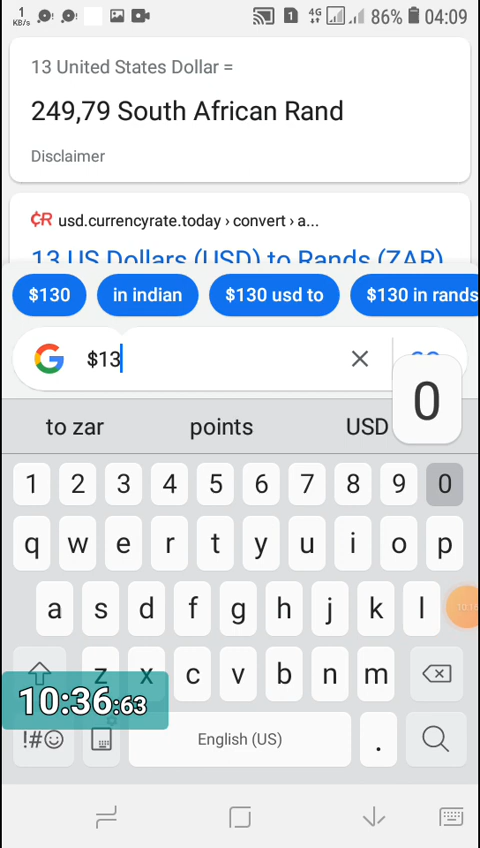 1
KB/s
1
4G
86%
04:09
13 United States Dollar =
249,79 South African Rand
Disclaimer
₵R usd.currencyrate.today › convert › a...
13 US Dollars (USD) to Rands (ZAR)
$130
in indian
$130 usd to
$130 in rands
G $13
0
to zar
points
USD
1 2 3 4 5 6 7 8 9 0
q w e r t y u i o p
a s d f g h j k l
z x c v b n m
10:36:63
!#☺
English (US)
.